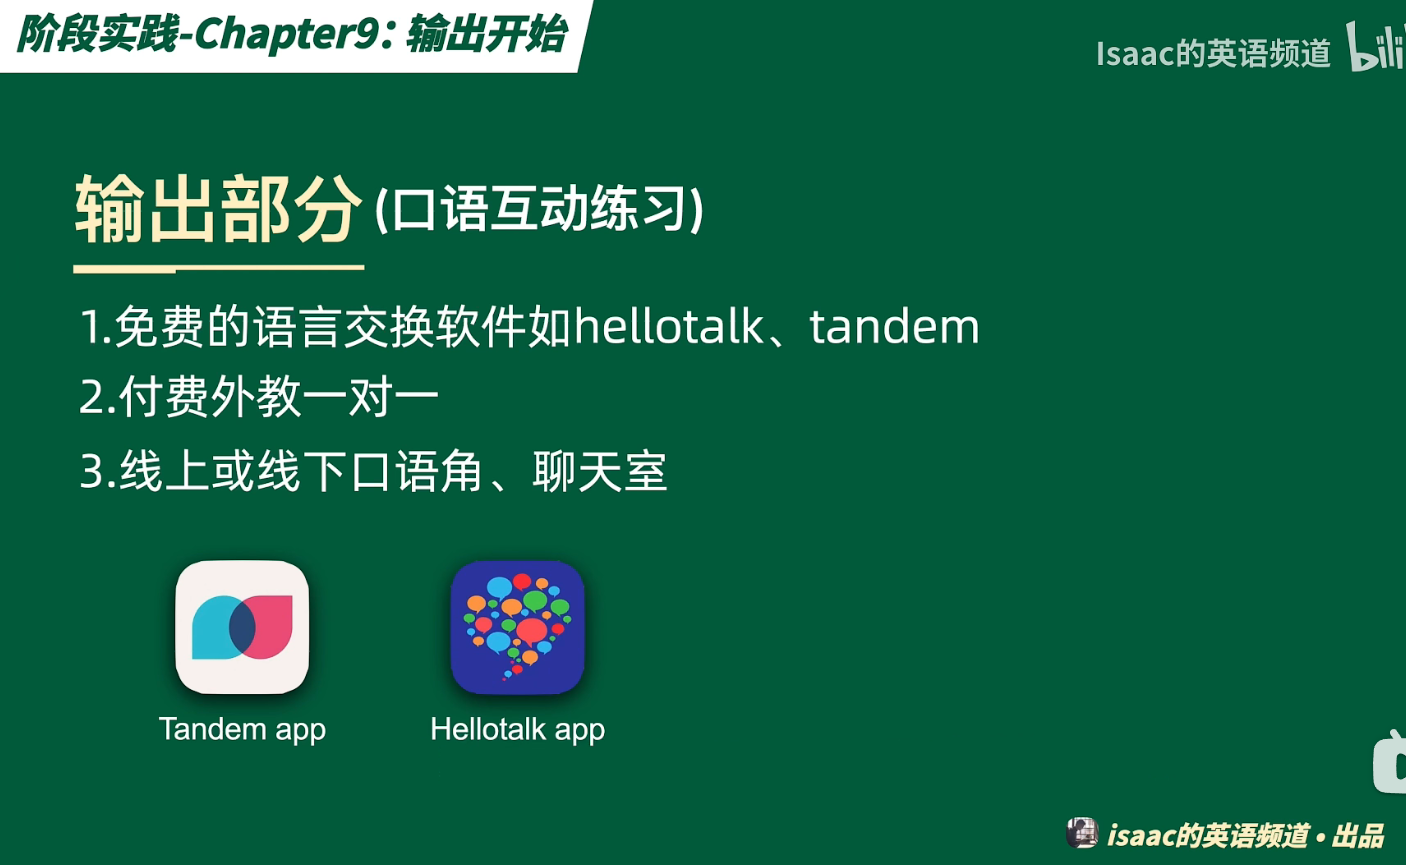 阶段实践-Chapter9：输出开始
Isaac的英语频道 bili
输出部分(口语互动练习)
1.免费的语言交换软件如hellotalk、tandem
2.付费外教一对一
3.线上或线下口语角、聊天室
Tandem app
Hellotalk app
isaac的英语频道·出品